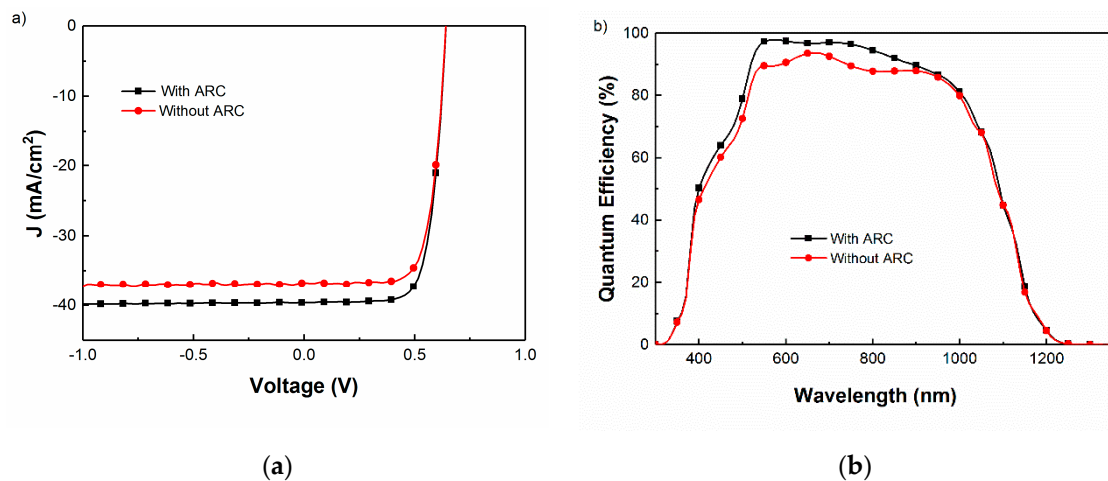 a)
0
-10
-20
-30
-40
J (mA/cm²)
With ARC
Without ARC
-1.0
-0.5
0.0
0.5
1.0
Voltage (V)
(a)
b)
100
80
60
40
20
0
Quantum Efficiency (%)
With ARC
Without ARC
400
600
800
1000
1200
Wavelength (nm)
(b)